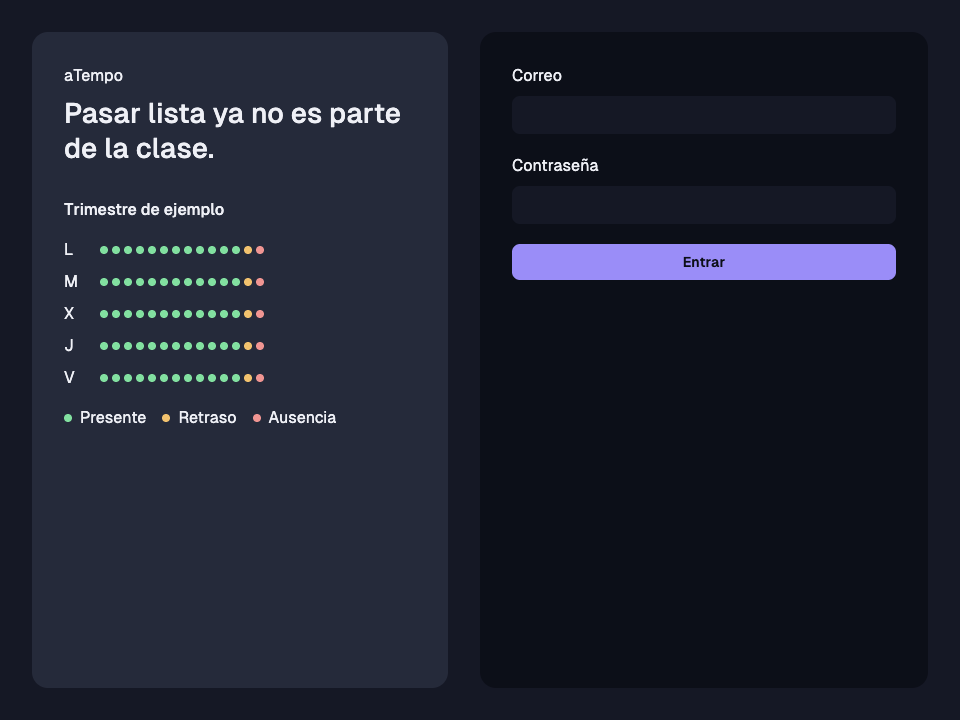 aTempo
Pasar lista ya no es parte
de la clase.
Trimestre de ejemplo
L
M
X
J
V
Presente Retraso Ausencia
Correo
Contraseña
Entrar